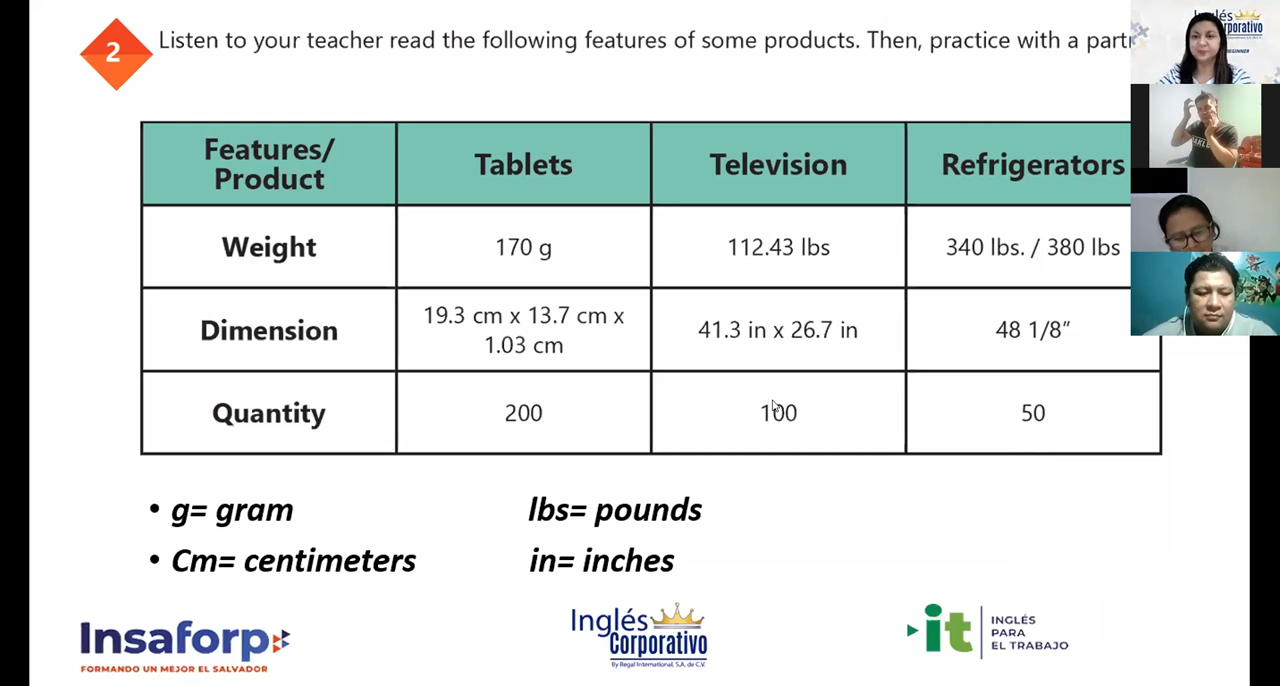 2
Listen to your teacher read the following features of some products. Then, practice with a
Features/
Product
Tablets
Television
Refrigerators
Weight
170 g
112.43 lbs
340 lbs. / 380 lbs
Dimension
19.3 cm x 13.7 cm x
1.03 cm
41.3 in x 26.7 in
48 1/8″
Quantity
200
100
50
• g= gram
lbs= pounds
• Cm= centimeters
in= inches
Insaforp
FORMANDO UN MEJOR EL SALVADOR
Inglés
Corporativo
By Regal International, S.A. de C.V.
it
INGLÉS
PARA
EL TRABAJO